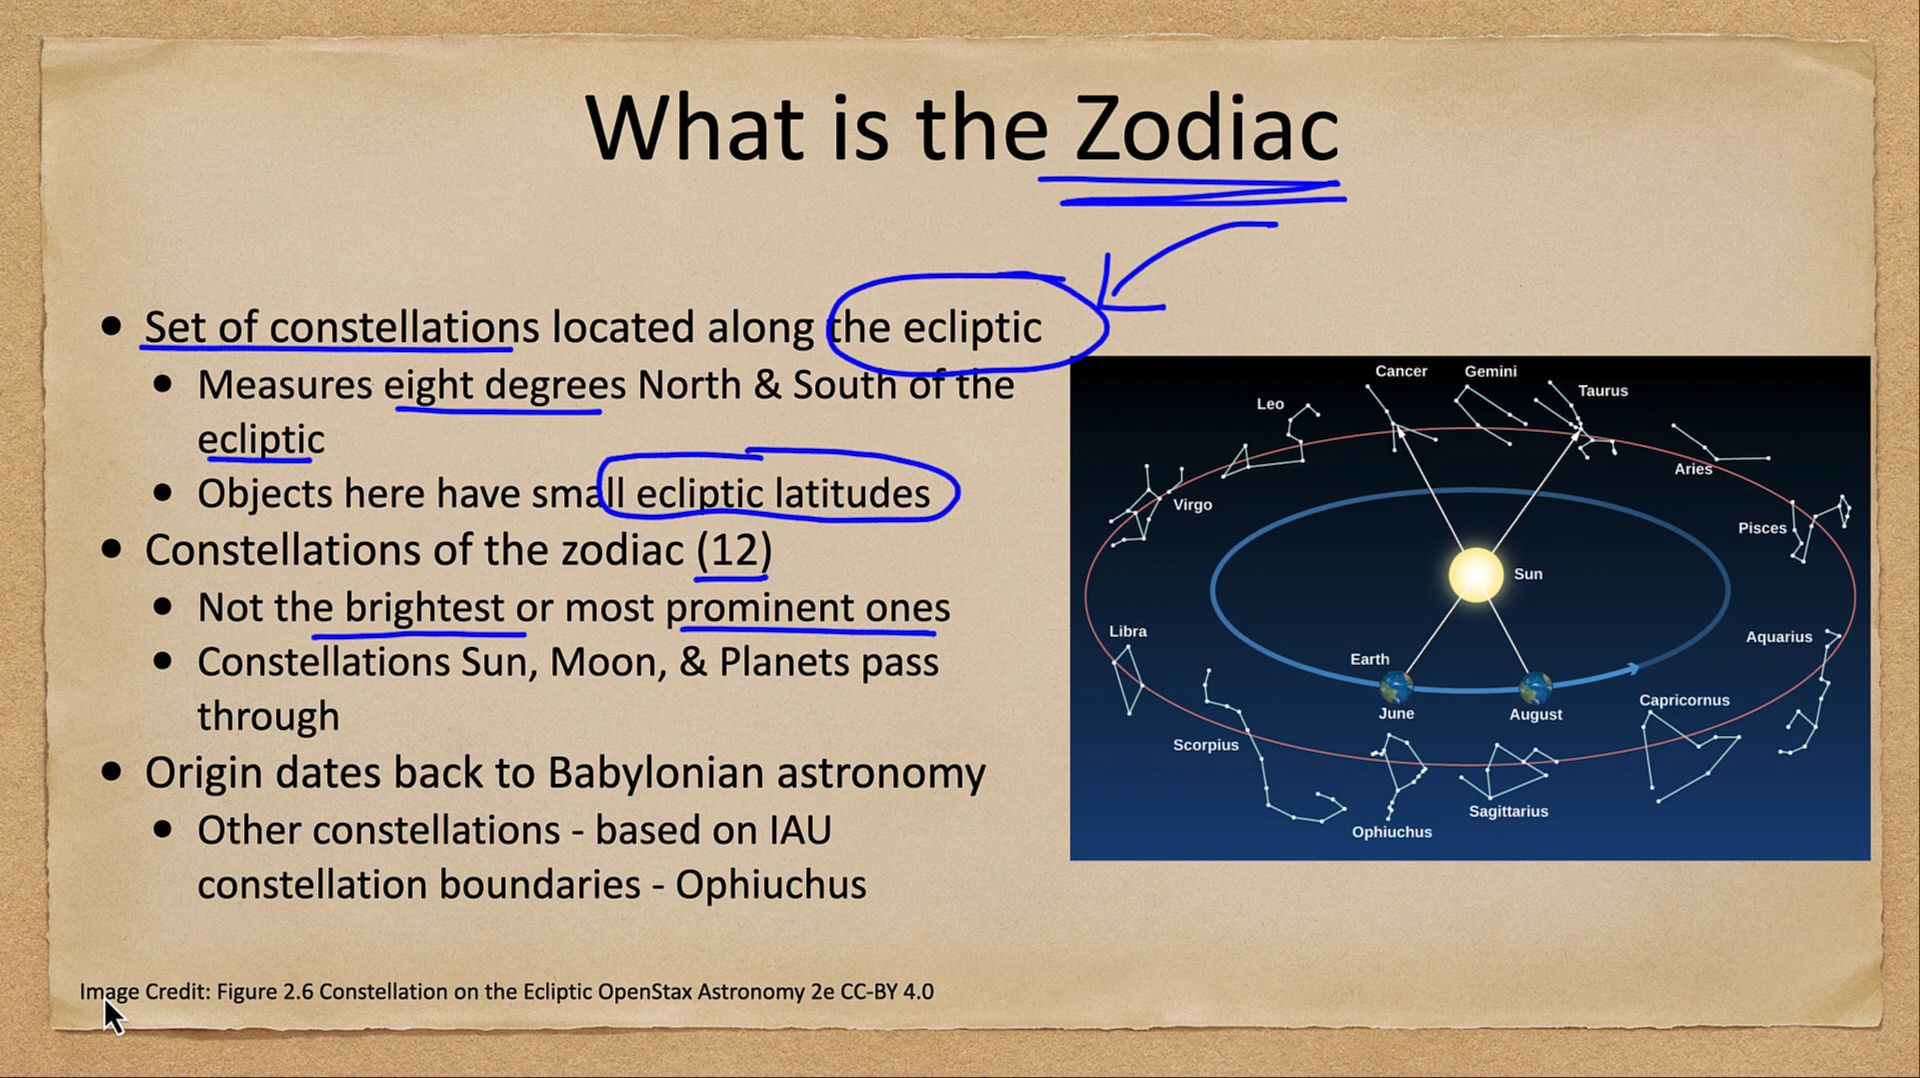 What is the Zodiac
• Set of constellations located along the ecliptic
• Measures eight degrees North & South of the
ecliptic
• Objects here have small ecliptic latitudes
• Constellations of the zodiac (12)
• Not the brightest or most prominent ones
• Constellations Sun, Moon, & Planets pass
through
• Origin dates back to Babylonian astronomy
• Other constellations - based on IAU
constellation boundaries - Ophiuchus
Cancer
Gemini
Taurus
Leo
Aries
Virgo
Pisces
Sun
Libra
Aquarius
Earth
June
August
Capricornus
Scorpius
Sagittarius
Ophiuchus
Image Credit: Figure 2.6 Constellation on the Ecliptic OpenStax Astronomy 2e CC-BY 4.0